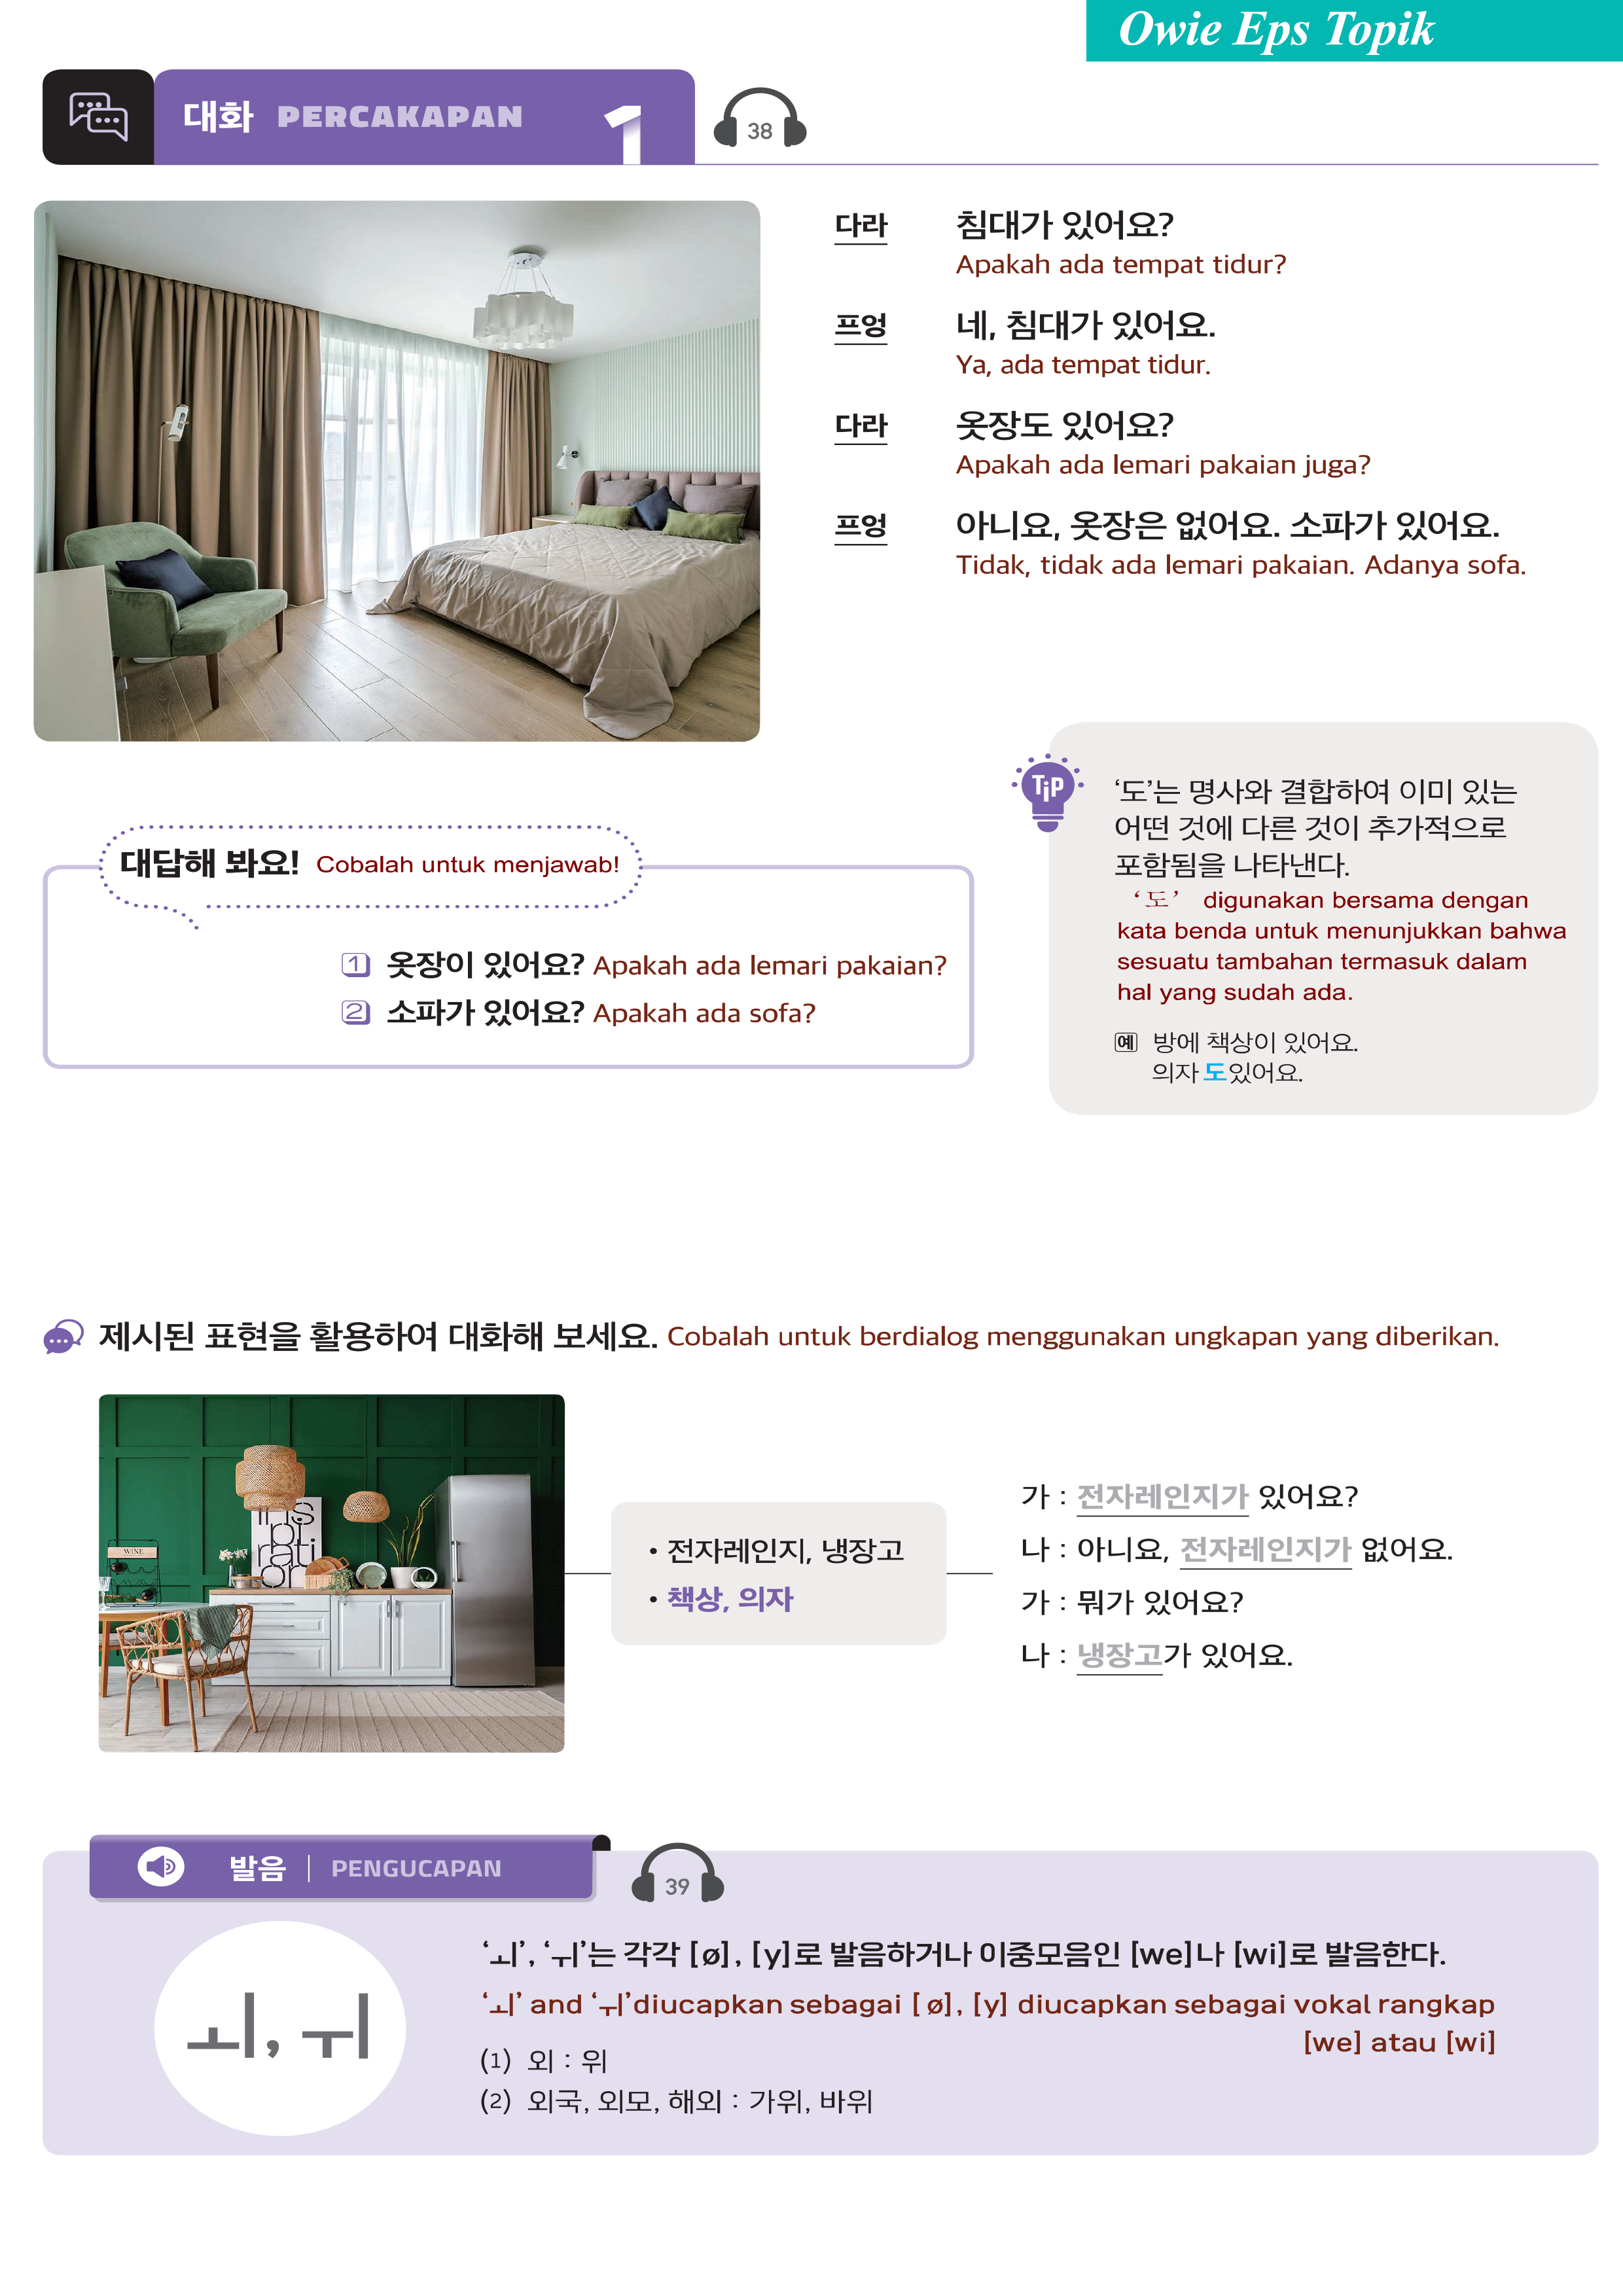 Owie Eps Topik
대화 PERCAKAPAN 1
38
다라 침대가 있어요?
Apakah ada tempat tidur?
프엉 네, 침대가 있어요.
Ya, ada tempat tidur.
다라 옷장도 있어요?
Apakah ada lemari pakaian juga?
프엉 아니요, 옷장은 없어요. 소파가 있어요.
Tidak, tidak ada lemari pakaian. Adanya sofa.
대답해 봐요! Cobalah untuk menjawab!
1 옷장이 있어요? Apakah ada lemari pakaian?
2 소파가 있어요? Apakah ada sofa?
TiP
‘도’는 명사와 결합하여 이미 있는
어떤 것에 다른 것이 추가적으로
포함됨을 나타낸다.
‘도’ digunakan bersama dengan
kata benda untuk menunjukkan bahwa
sesuatu tambahan termasuk dalam
hal yang sudah ada.
예 방에 책상이 있어요.
의자 도있어요.
제시된 표현을 활용하여 대화해 보세요. Cobalah untuk berdialog menggunakan ungkapan yang diberikan.
WINE
ins
pi
rati
on
• 전자레인지, 냉장고
• 책상, 의자
가 : 전자레인지가 있어요?
나 : 아니요, 전자레인지가 없어요.
가 : 뭐가 있어요?
나 : 냉장고가 있어요.
발음 | PENGUCAPAN
39
ㅚ, ㅟ
‘ㅚ’, ‘ㅟ’는 각각 [ø], [y]로 발음하거나 이중모음인 [we]나 [wi]로 발음한다.
‘ㅚ’ and ‘ㅟ’diucapkan sebagai [ ø], [y] diucapkan sebagai vokal rangkap
[we] atau [wi]
(1) 외 : 위
(2) 외국, 외모, 해외 : 가위, 바위